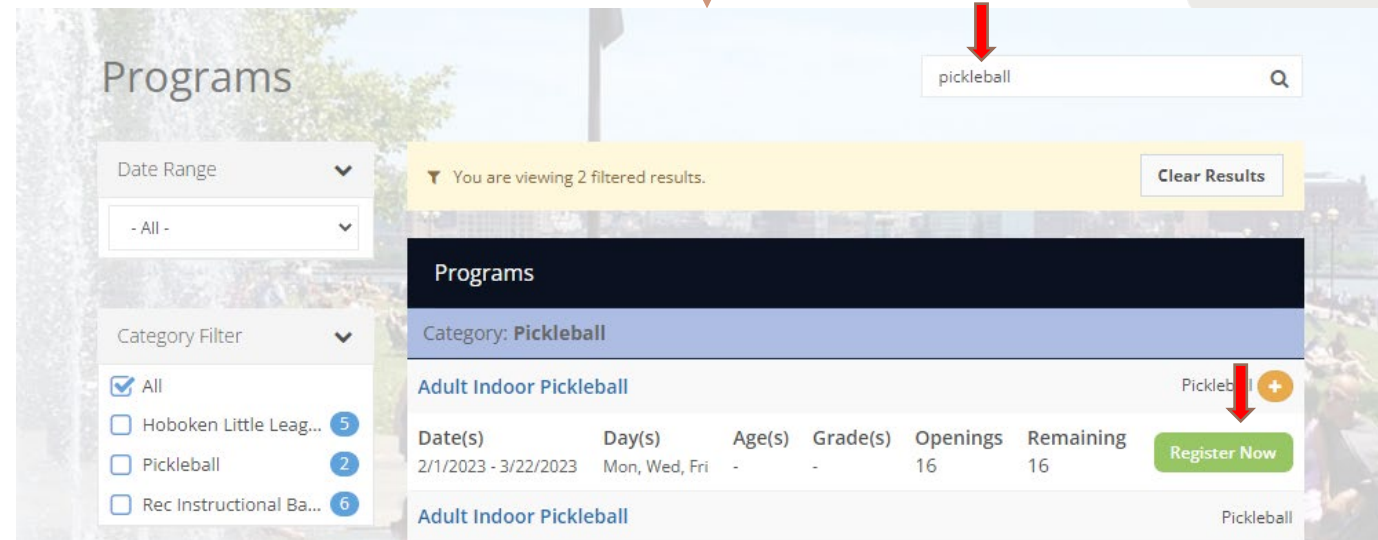 Programs
pickleball
Date Range
- All -
You are viewing 2 filtered results.
Clear Results
Programs
Category Filter
All
Hoboken Little Leag... 5
Pickleball 2
Rec Instructional Ba... 6
Category: Pickleball
Adult Indoor Pickleball
Date(s) Day(s) Age(s) Grade(s) Openings Remaining
2/1/2023 - 3/22/2023 Mon, Wed, Fri - - 16 16
Register Now
Adult Indoor Pickleball Pickleball